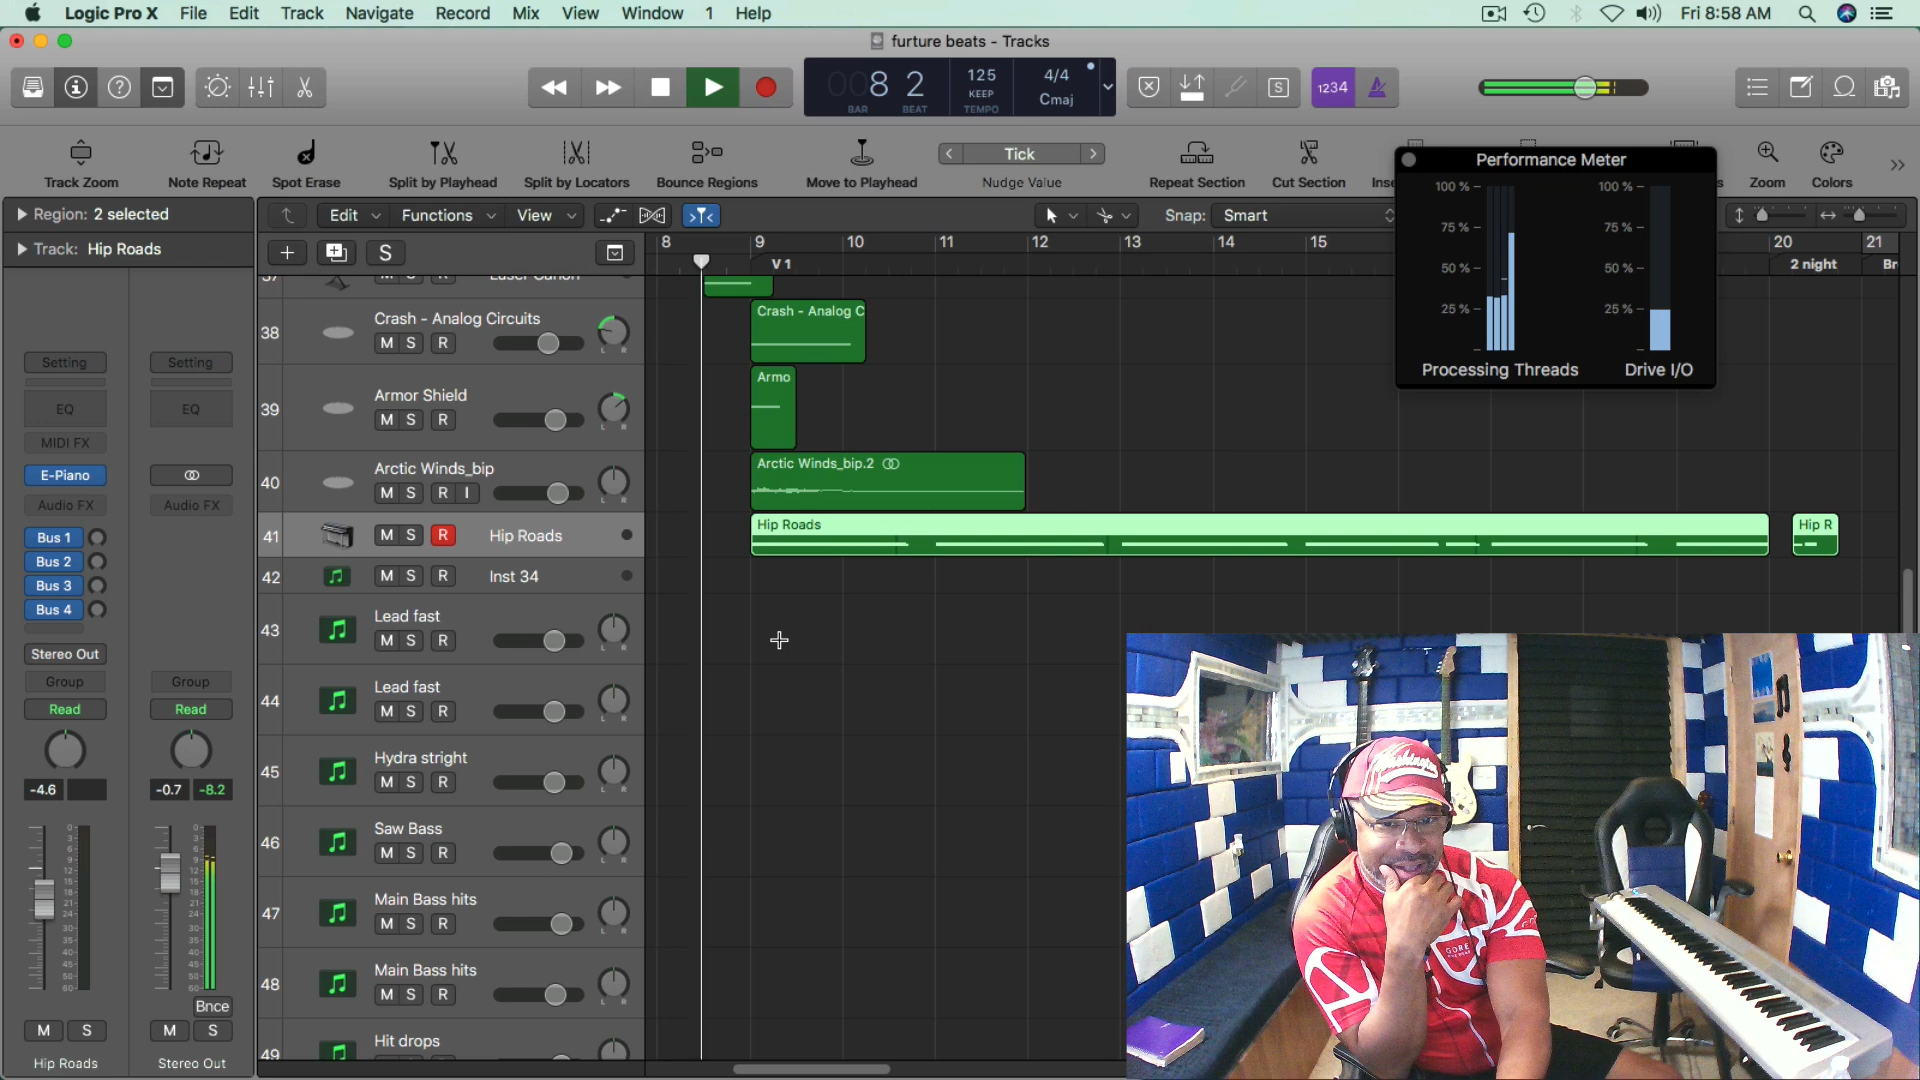 Logic Pro X File Edit Track Navigate Record Mix View Window 1 Help Fri 8:58 AM
furture beats - Tracks
8 2 125 4/4
KEEP Cmaj
BAR BEAT TEMPO
S 1234
Tick
Track Zoom Note Repeat Spot Erase Split by Playhead Split by Locators Bounce Regions Move to Playhead Nudge Value Repeat Section Cut Section Zoom Colors
Performance Meter
100 % 100 %
75 % 75 %
50 % 50 %
25 % 25 %
Processing Threads Drive I/O
Region: 2 selected
Track: Hip Roads
Edit Functions View Snap: Smart
S 8 9 10 11 12 13 14 15 20 21
V 1 2 night
Setting Setting
EQ EQ
MIDI FX
E-Piano
Audio FX Audio FX
Bus 1
Bus 2
Bus 3
Bus 4
Stereo Out
Group Group
Read Read
-4.6 -0.7 -8.2
Bnce
M S M S
Hip Roads Stereo Out
38 Crash - Analog Circuits
M S R L R
Crash - Analog C
39 Armor Shield
M S R L R
Armo
40 Arctic Winds_bip
M S R I L R
Arctic Winds_bip.2
41 M S R Hip Roads
Hip Roads Hip R
42 M S R Inst 34
43 Lead fast
M S R L R
44 Lead fast
M S R L R
45 Hydra stright
M S R L R
46 Saw Bass
M S R L R
47 Main Bass hits
M S R L R
48 Main Bass hits
M S R L R
49 Hit drops
Washington
GORE